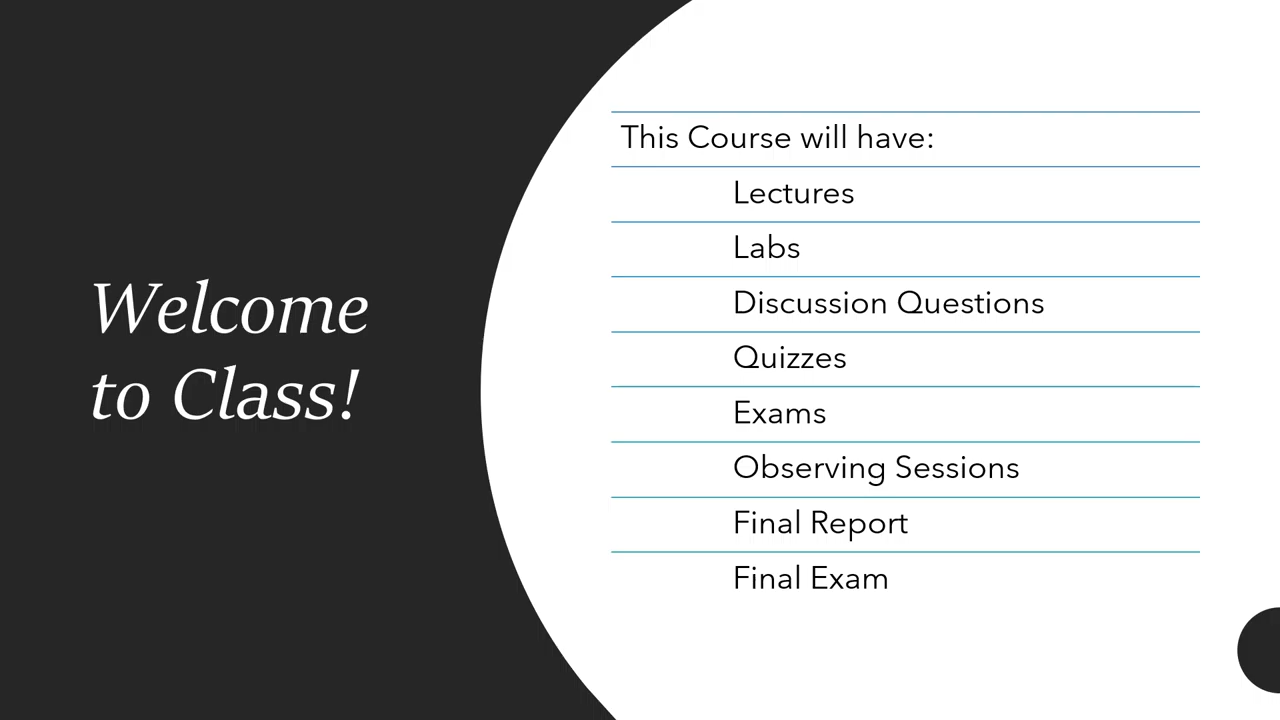 Welcome
to Class!
This Course will have:
Lectures
Labs
Discussion Questions
Quizzes
Exams
Observing Sessions
Final Report
Final Exam